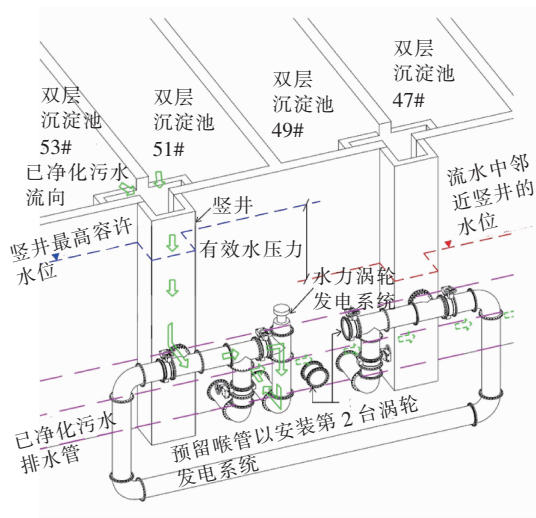 双层
沉淀池
47#
双层
沉淀池
49#
双层
沉淀池
51#
双层
沉淀池
53#
已净化污水
流向
竖井
流水中邻
近竖井的
水位
竖井最高容许
水位
有效水压力
水力涡轮
发电系统
已净化污水
排水管
预留喉管以安装第 2 台涡轮
发电系统